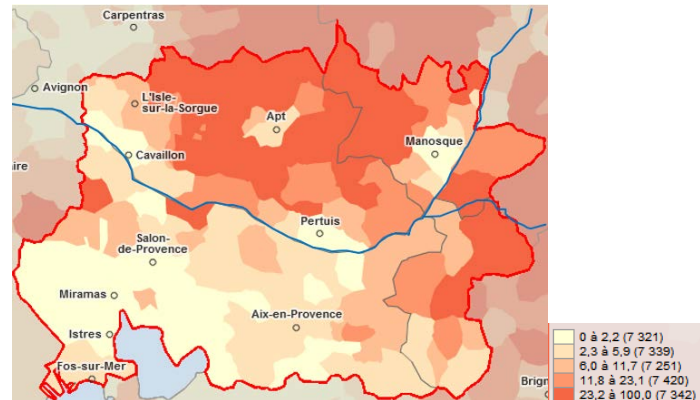 Carpentras
Avignon
L'Isle-
sur-la-Sorgue
Apt
Manosque
Cavaillon
aire
Pertuis
Salon-
de-Provence
Miramas
Aix-en-Provence
Istres
Fos-sur-Mer
Brign
0 à 2,2 (7 321)
2,3 à 5,9 (7 339)
6,0 à 11,7 (7 251)
11,8 à 23,1 (7 420)
23,2 à 100,0 (7 342)